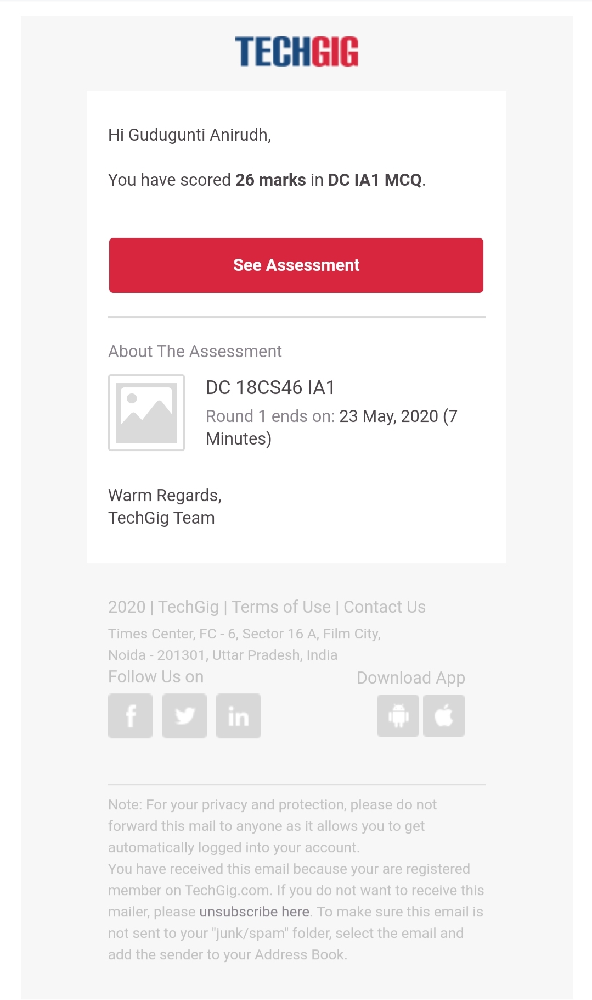 TECHGIG
Hi Gudugunti Anirudh,
You have scored 26 marks in DC IA1 MCQ.
See Assessment
About The Assessment
DC 18CS46 IA1
Round 1 ends on: 23 May, 2020 (7
Minutes)
Warm Regards,
TechGig Team
2020 | TechGig | Terms of Use | Contact Us
Times Center, FC - 6, Sector 16 A, Film City,
Noida - 201301, Uttar Pradesh, India
Follow Us on
Download App
f
in
Note: For your privacy and protection, please do not
forward this mail to anyone as it allows you to get
automatically logged into your account.
You have received this email because your are registered
member on TechGig.com. If you do not want to receive this
mailer, please unsubscribe here. To make sure this email is
not sent to your "junk/spam" folder, select the email and
add the sender to your Address Book.